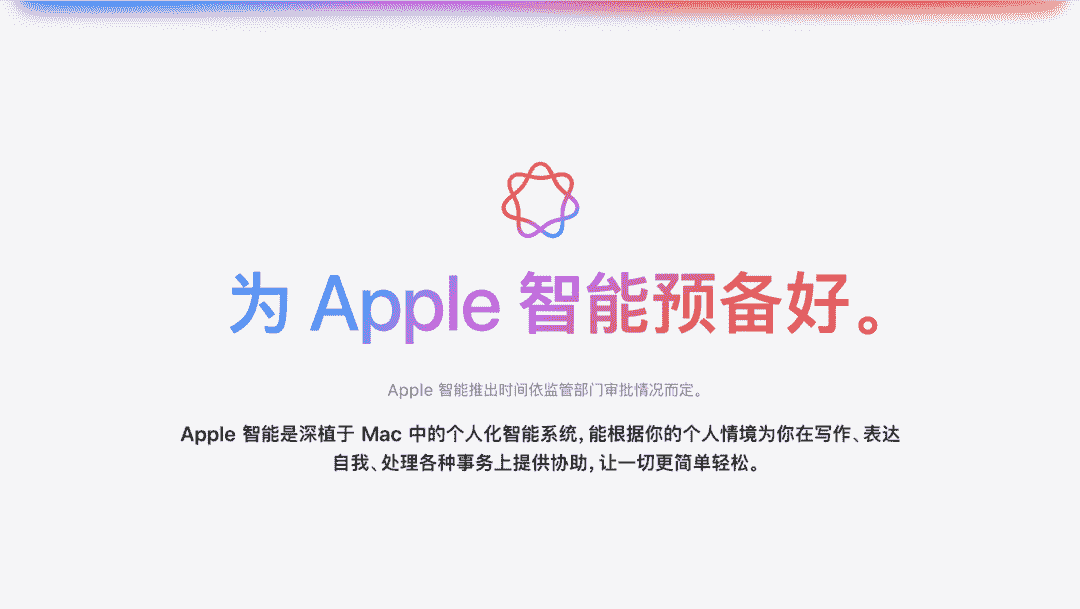 为 Apple 智能预备好。
Apple 智能推出时间依监管部门审批情况而定。
Apple 智能是深植于 Mac 中的个人化智能系统，能根据你的个人情境为你在写作、表达
自我、处理各种事务上提供协助，让一切更简单轻松。